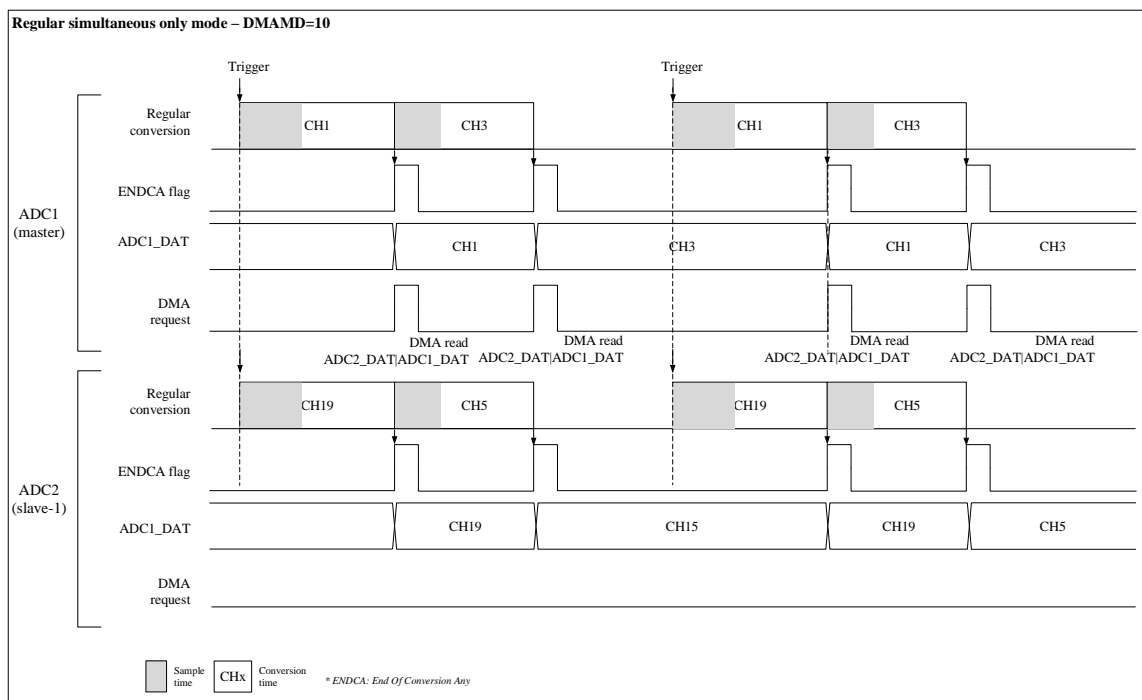 Regular simultaneous only mode – DMAMD=10
Trigger
Trigger
Regular
conversion
CH1
CH3
CH1
CH3
ENDCA flag
ADC1
(master)
ADC1_DAT
CH1
CH3
CH1
CH3
DMA
request
DMA read
ADC2_DAT|ADC1_DAT
DMA read
ADC2_DAT|ADC1_DAT
DMA read
ADC2_DAT|ADC1_DAT
DMA read
ADC2_DAT|ADC1_DAT
Regular
conversion
CH19
CH5
CH19
CH5
ENDCA flag
ADC2
(slave-1)
ADC1_DAT
CH19
CH15
CH19
CH5
DMA
request
Sample
time
CHx
Conversion
time
* ENDCA: End Of Conversion Any